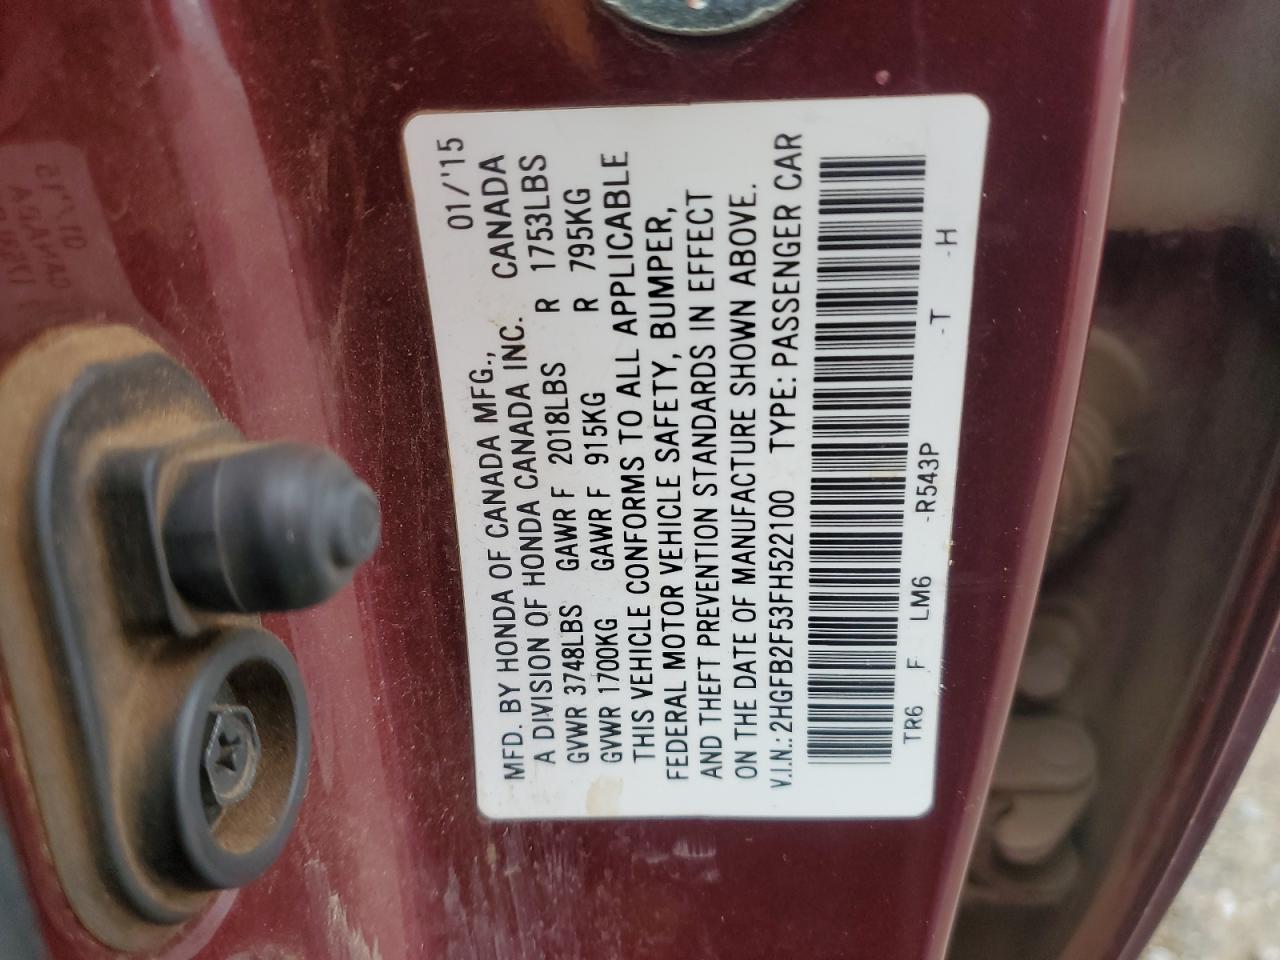 01/'15
MFD. BY HONDA OF CANADA MFG.,
A DIVISION OF HONDA CANADA INC. CANADA
GVWR 3748LBS GAWR F 2018LBS R 1753LBS
GVWR 1700KG GAWR F 915KG R 795KG
THIS VEHICLE CONFORMS TO ALL APPLICABLE
FEDERAL MOTOR VEHICLE SAFETY, BUMPER,
AND THEFT PREVENTION STANDARDS IN EFFECT
ON THE DATE OF MANUFACTURE SHOWN ABOVE.
V.I.N.: 2HGFB2F53FH522100 TYPE: PASSENGER CAR
TR6 F LM6 -R543P -T -H